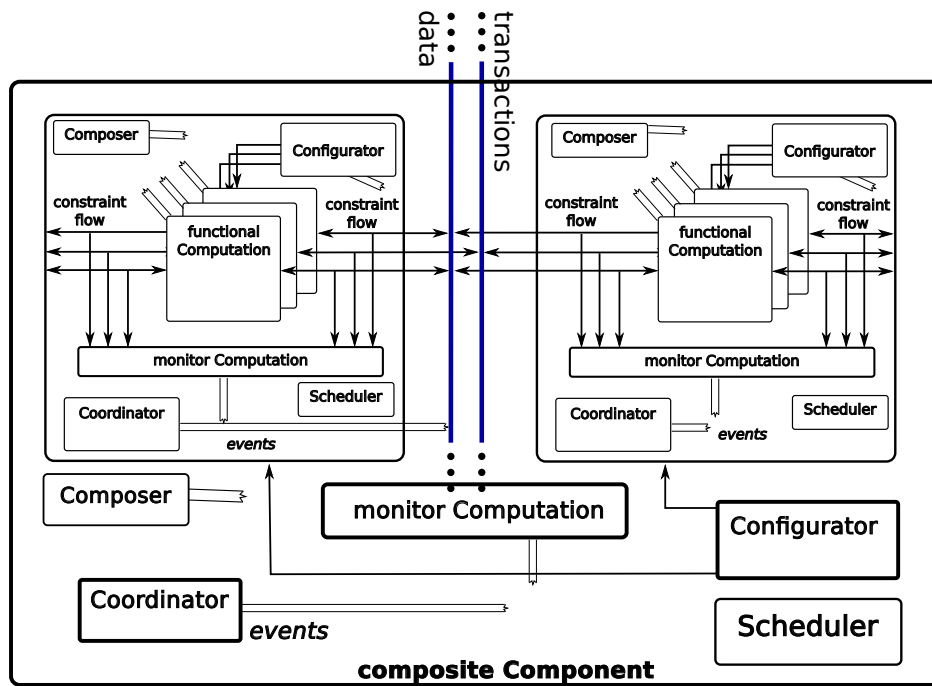 data
transactions
Composer
Configurator
constraint
flow
constraint
flow
functional
Computation
monitor Computation
Scheduler
Coordinator
events
Composer
Configurator
constraint
flow
constraint
flow
functional
Computation
monitor Computation
Scheduler
Coordinator
events
Composer
monitor Computation
Configurator
Coordinator
events
Scheduler
composite Component